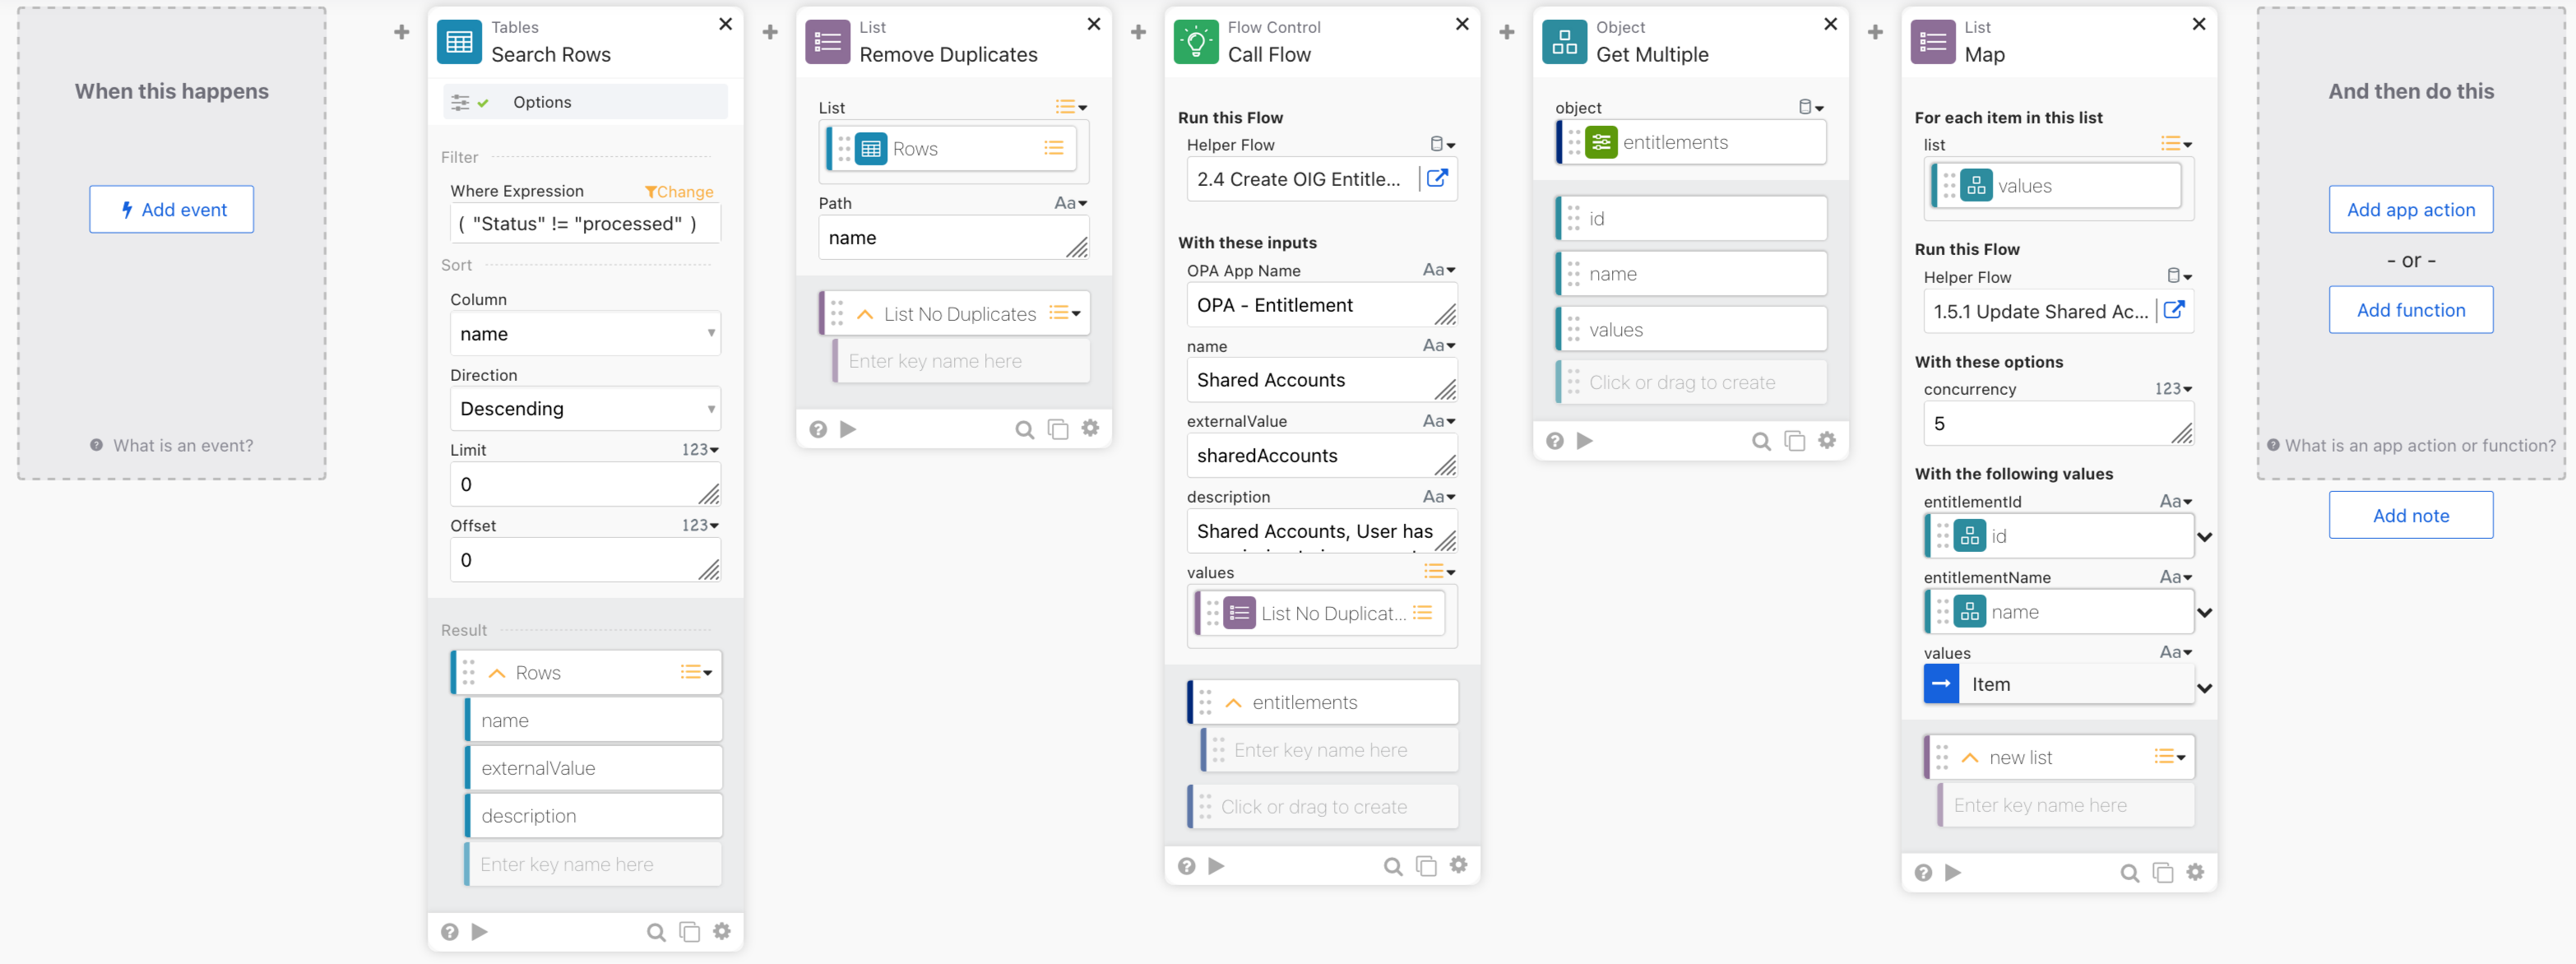 When this happens
Add event
What is an event?
Tables
Search Rows
Options
Filter
Where Expression
Change
( "Status" != "processed" )
Sort
Column
name
Direction
Descending
Limit
123
0
Offset
123
0
Result
Rows
name
externalValue
description
Enter key name here
List
Remove Duplicates
List
Rows
Path
Aa
name
List No Duplicates
Enter key name here
Flow Control
Call Flow
Run this Flow
Helper Flow
2.4 Create OIG Entitle...
With these inputs
OPA App Name
Aa
OPA - Entitlement
name
Aa
Shared Accounts
externalValue
Aa
sharedAccounts
description
Aa
Shared Accounts, User has
values
List No Duplicat...
entitlements
Enter key name here
Click or drag to create
Object
Get Multiple
object
entitlements
id
name
values
Click or drag to create
List
Map
For each item in this list
list
values
Run this Flow
Helper Flow
1.5.1 Update Shared Ac...
With these options
concurrency
123
5
With the following values
entitlementId
Aa
id
entitlementName
Aa
name
values
Aa
Item
new list
Enter key name here
And then do this
Add app action
- or -
Add function
What is an app action or function?
Add note